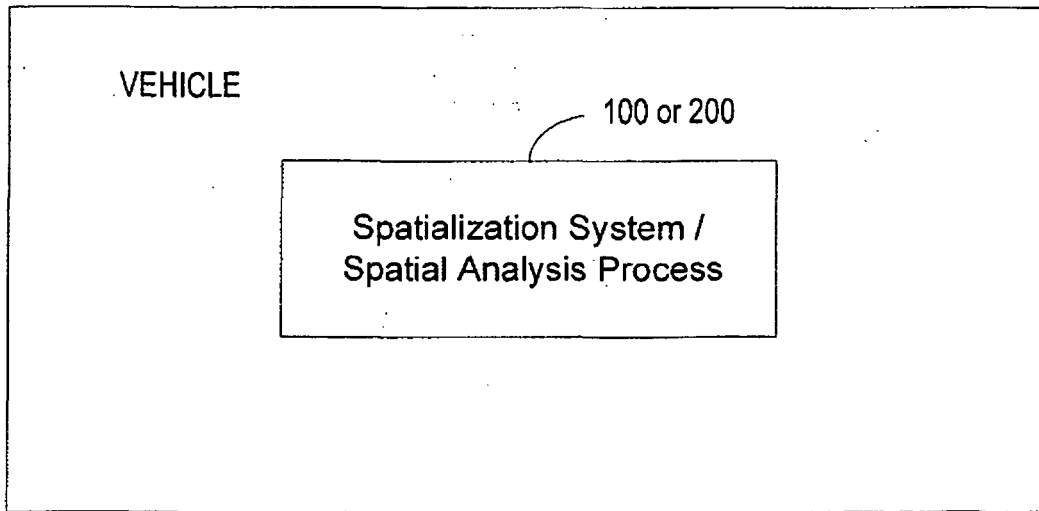 VEHICLE
100 or 200
Spatialization System /
Spatial Analysis Process